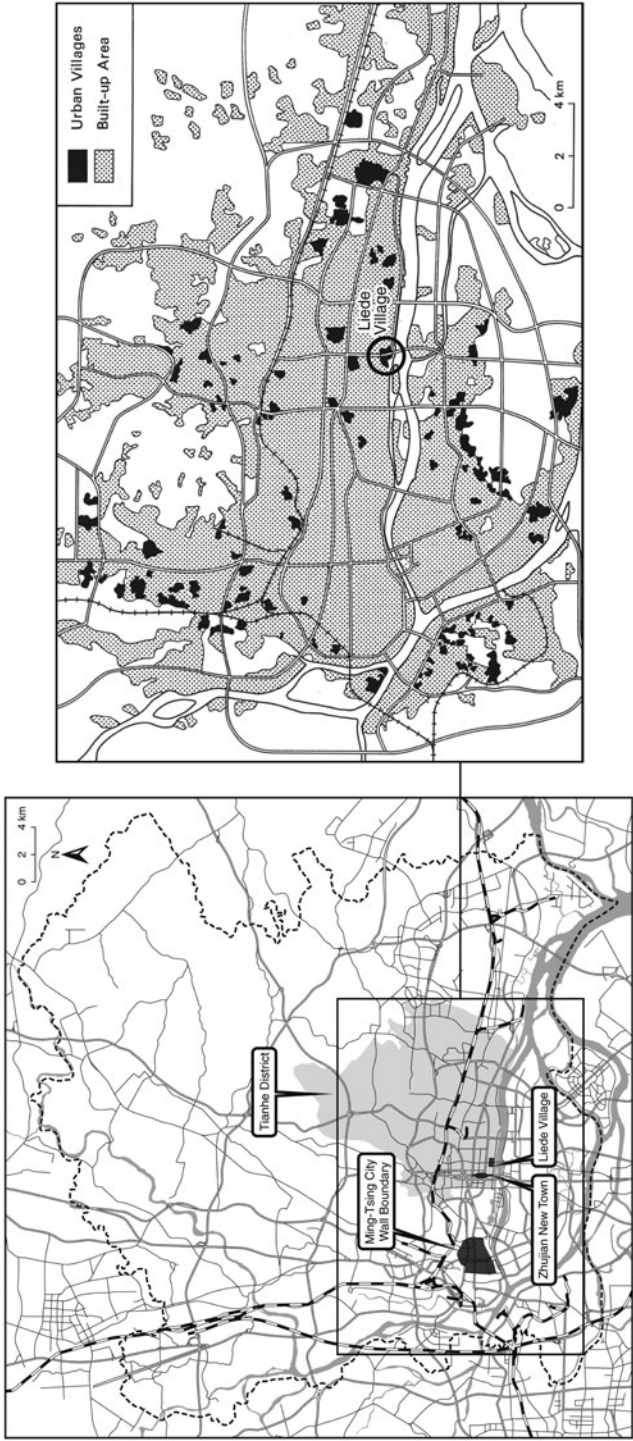 0 2 4 km
N
Tianhe District
Ming-Tsing City
Wall Boundary
Zhujian New Town
Liede Village
Urban Villages
Built-up Area
Liede
Village
0 2 4 km